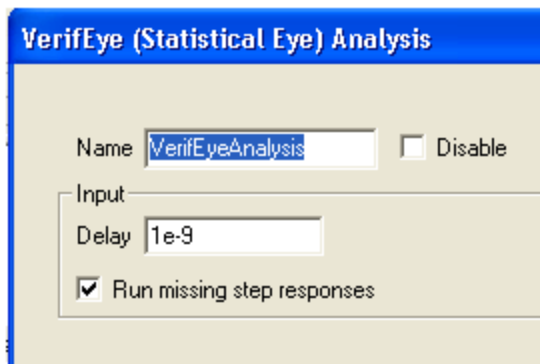 VerifEye (Statistical Eye) Analysis
Name VerifEyeAnalysis Disable
Input
Delay 1e-9
Run missing step responses